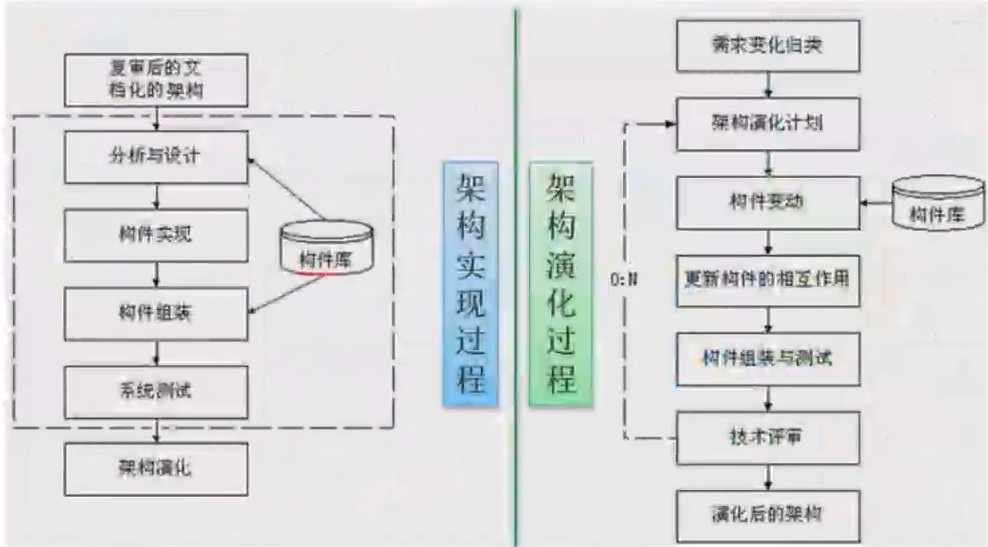 复审后的文
档化的架构
分析与设计
构件实现
构件组装
系统测试
架构演化
构件库
架构实现过程
架构演化过程
需求变化归类
架构演化计划
构件变动
构件库
更新构件的相互作用
0:N
构件组装与测试
技术评审
演化后的架构